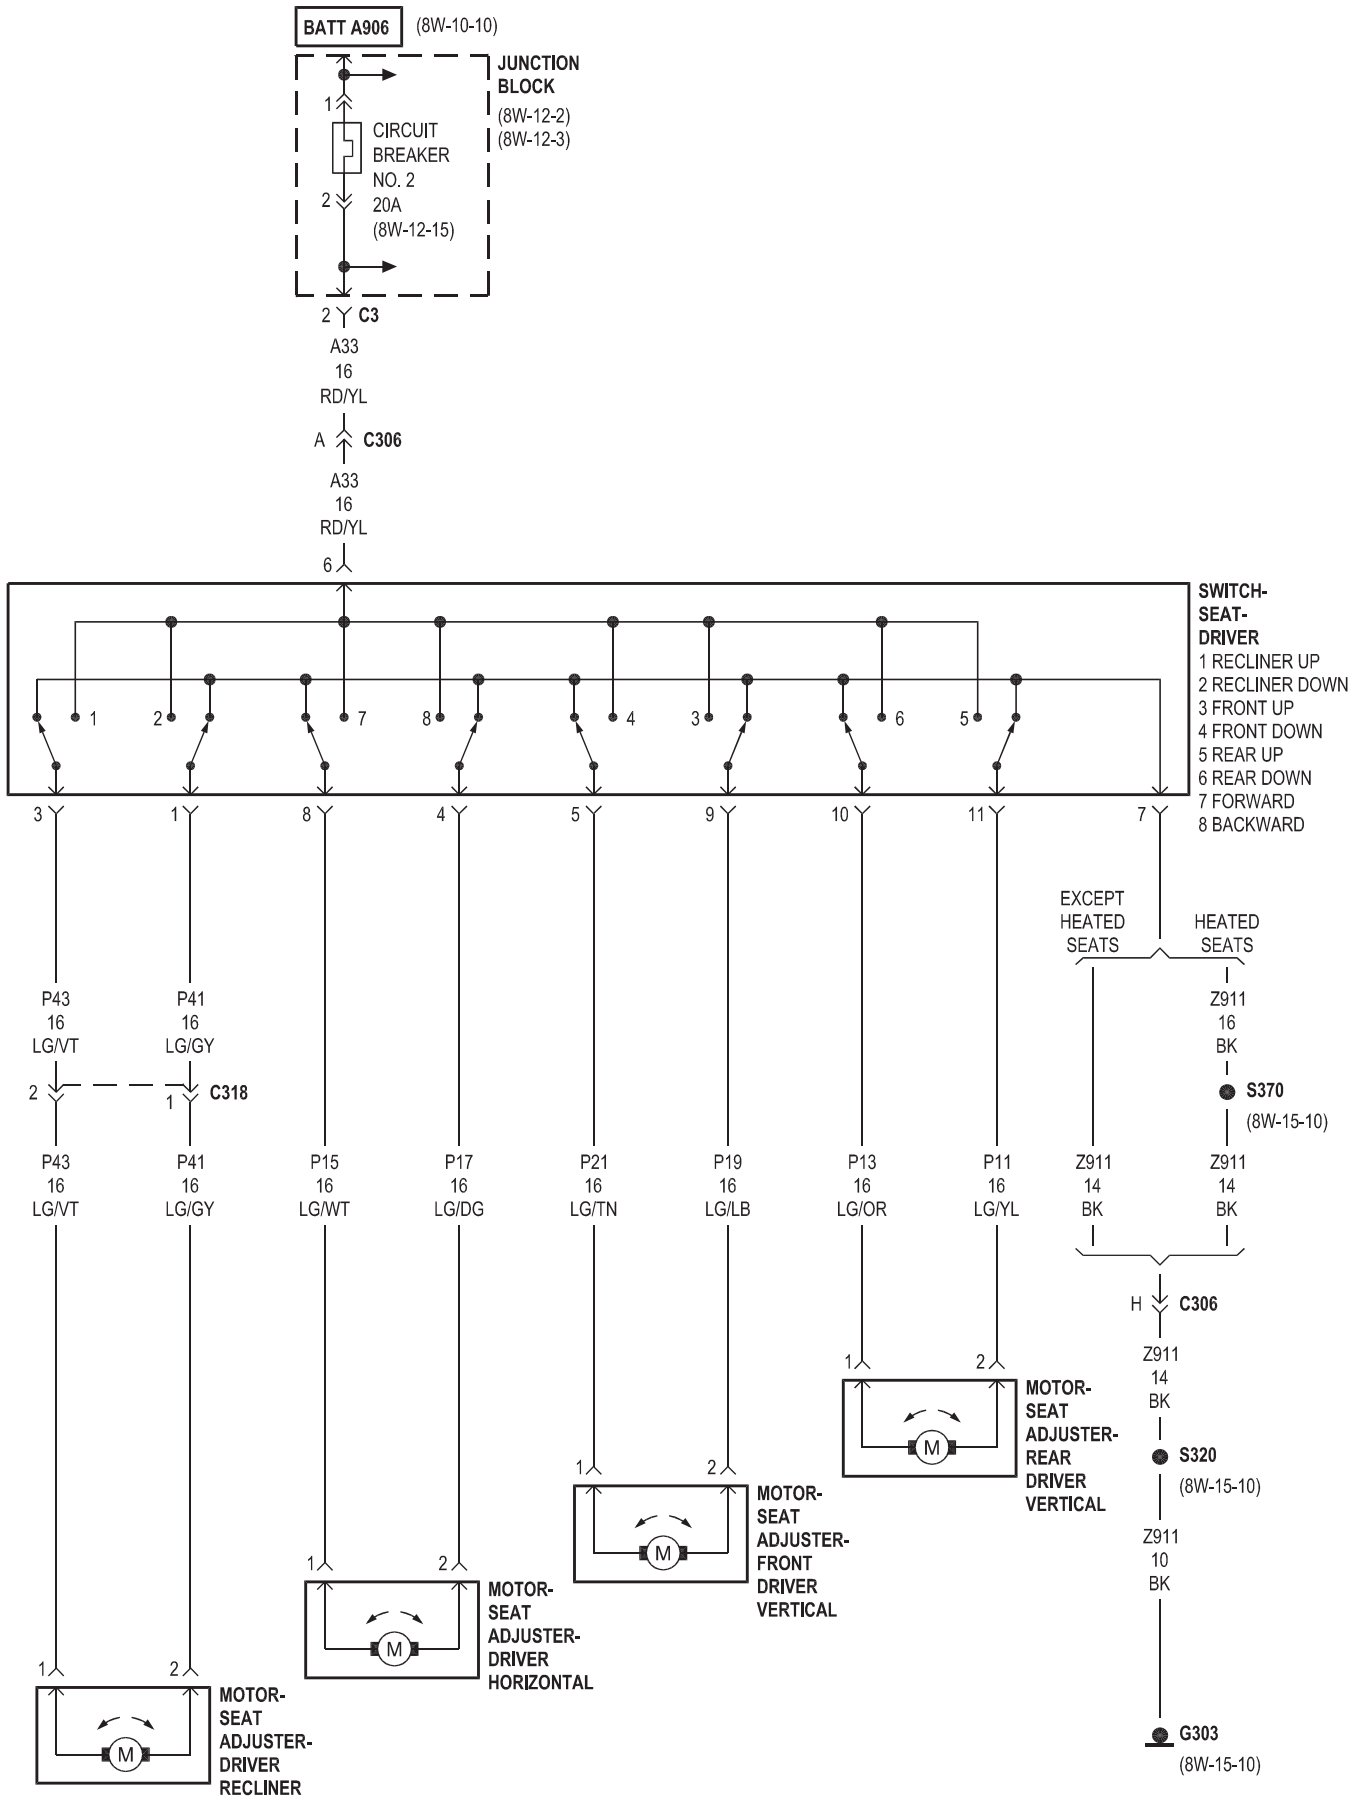 BATT A906 (8W-10-10)
JUNCTION
BLOCK
(8W-12-2)
(8W-12-3)
1
CIRCUIT
BREAKER
NO. 2
20A
(8W-12-15)
2
2 C3
A33
16
RD/YL
A C306
A33
16
RD/YL
6
SWITCH-
SEAT-
DRIVER
1 RECLINER UP
2 RECLINER DOWN
3 FRONT UP
4 FRONT DOWN
5 REAR UP
6 REAR DOWN
7 FORWARD
8 BACKWARD
1 2 7 8 4 3 6 5
3 1 8 4 5 9 10 11 7
EXCEPT
HEATED
SEATS
HEATED
SEATS
P43
16
LG/VT
P41
16
LG/GY
Z911
16
BK
2 1 C318
S370
(8W-15-10)
P43
16
LG/VT
P41
16
LG/GY
P15
16
LG/WT
P17
16
LG/DG
P21
16
LG/TN
P19
16
LG/LB
P13
16
LG/OR
P11
16
LG/YL
Z911
14
BK
Z911
14
BK
H C306
Z911
14
BK
S320
(8W-15-10)
Z911
10
BK
G303
(8W-15-10)
1 2
M
MOTOR-
SEAT
ADJUSTER-
REAR
DRIVER
VERTICAL
1 2
M
MOTOR-
SEAT
ADJUSTER-
FRONT
DRIVER
VERTICAL
1 2
M
MOTOR-
SEAT
ADJUSTER-
DRIVER
HORIZONTAL
1 2
M
MOTOR-
SEAT
ADJUSTER-
DRIVER
RECLINER